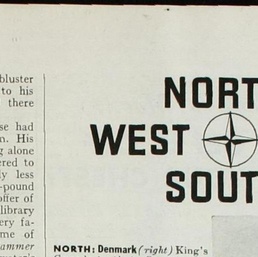 bluster
to his
there
se had
n. His
g alone
ered to
ly less
-pound
offer of
library
ery fa-
me of
ammer
NORT
WEST
SOUT
NORTH: Denmark (right) King's